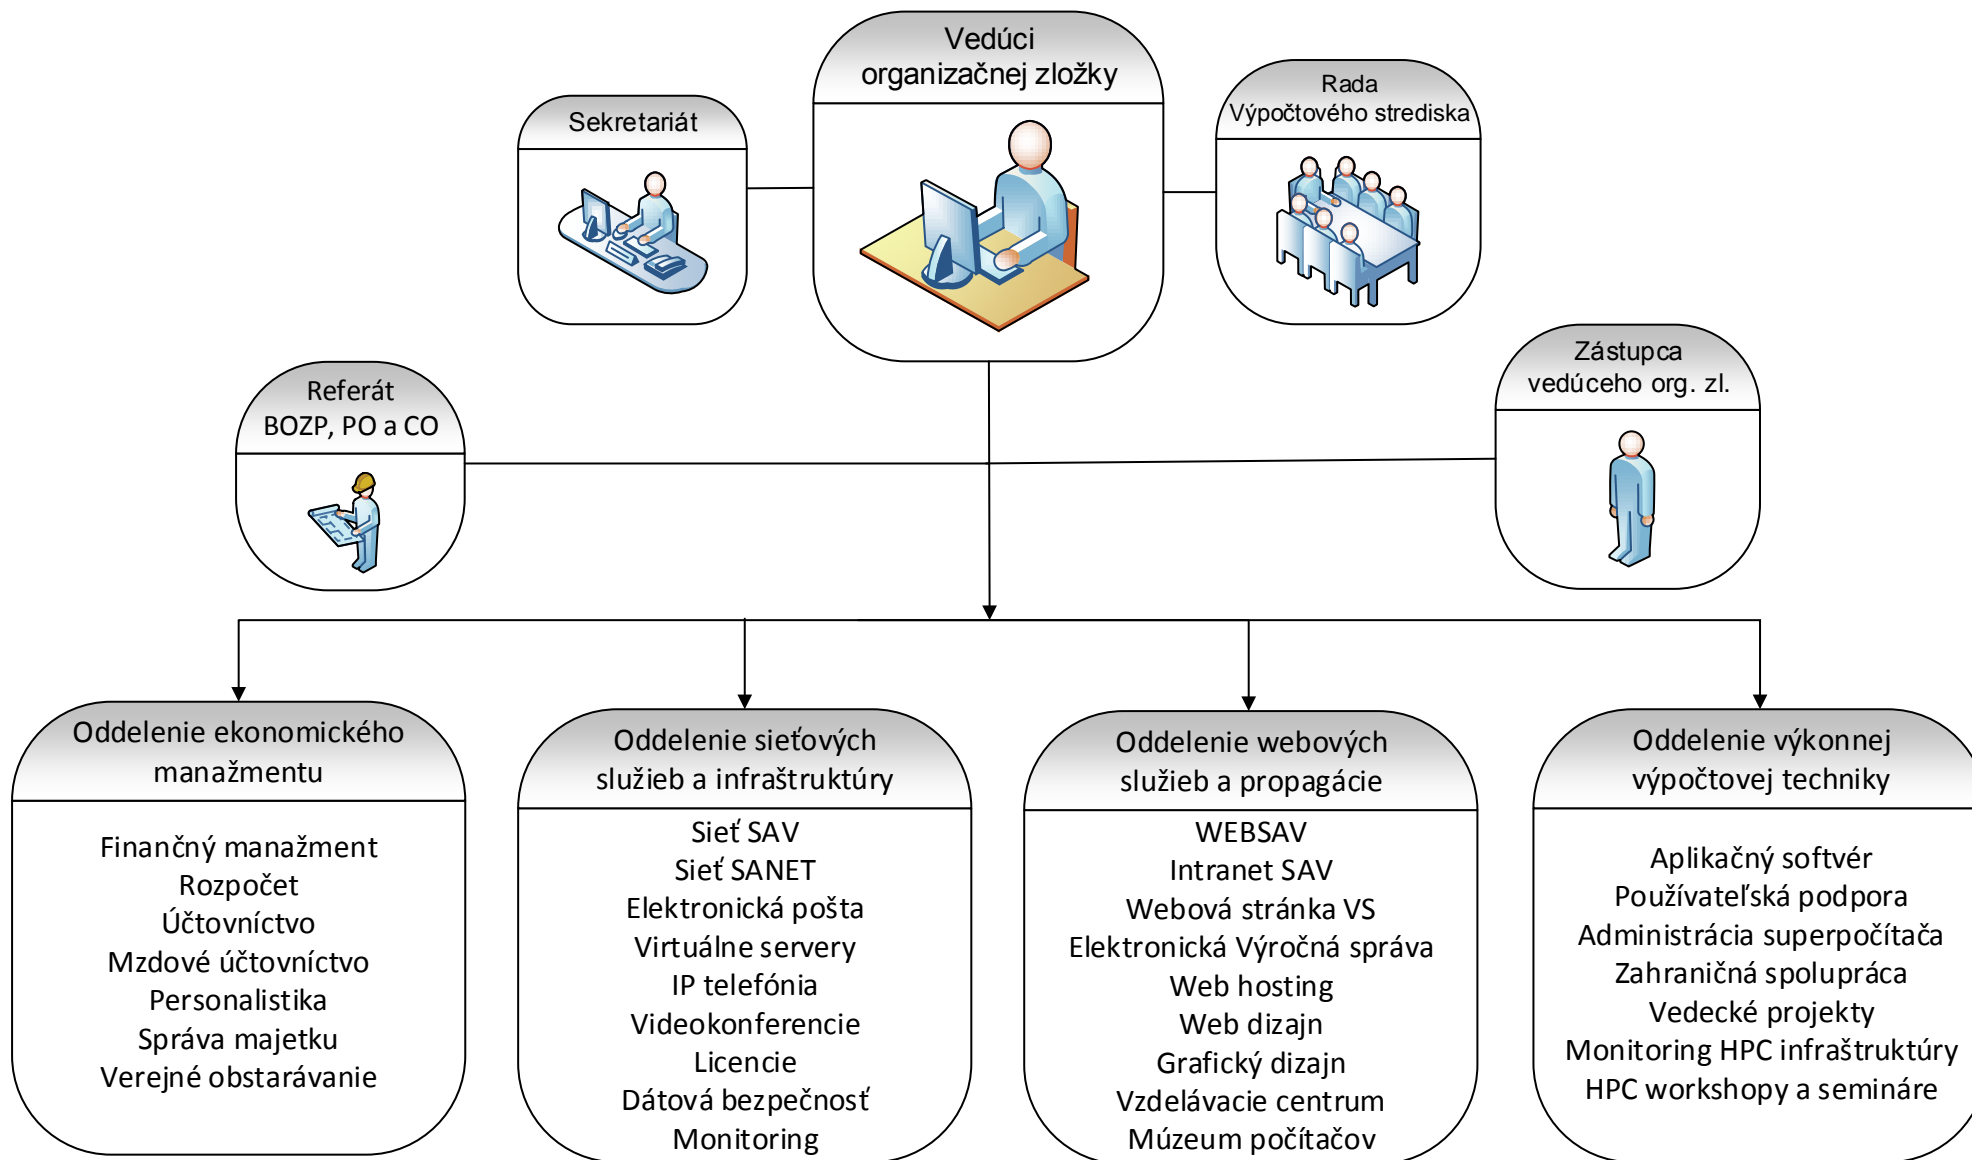 Vedúci
organizačnej zložky
Sekretariát
Rada
Výpočtového strediska
Referát
BOZP, PO a CO
Zástupca
vedúceho org. zl.
Oddelenie ekonomického
manažmentu
Finančný manažment
Rozpočet
Účtovníctvo
Mzdové účtovníctvo
Personalistika
Správa majetku
Verejné obstarávanie
Oddelenie sieťových
služieb a infraštruktúry
Sieť SAV
Sieť SANET
Elektronická pošta
Virtuálne servery
IP telefónia
Videokonferencie
Licencie
Dátová bezpečnosť
Monitoring
Oddelenie webových
služieb a propagácie
WEBSAV
Intranet SAV
Webová stránka VS
Elektronická Výročná správa
Web hosting
Web dizajn
Grafický dizajn
Vzdelávacie centrum
Múzeum počítačov
Oddelenie výkonnej
výpočtovej techniky
Aplikačný softvér
Používateľská podpora
Administrácia superpočítača
Zahraničná spolupráca
Vedecké projekty
Monitoring HPC infraštruktúry
HPC workshopy a semináre